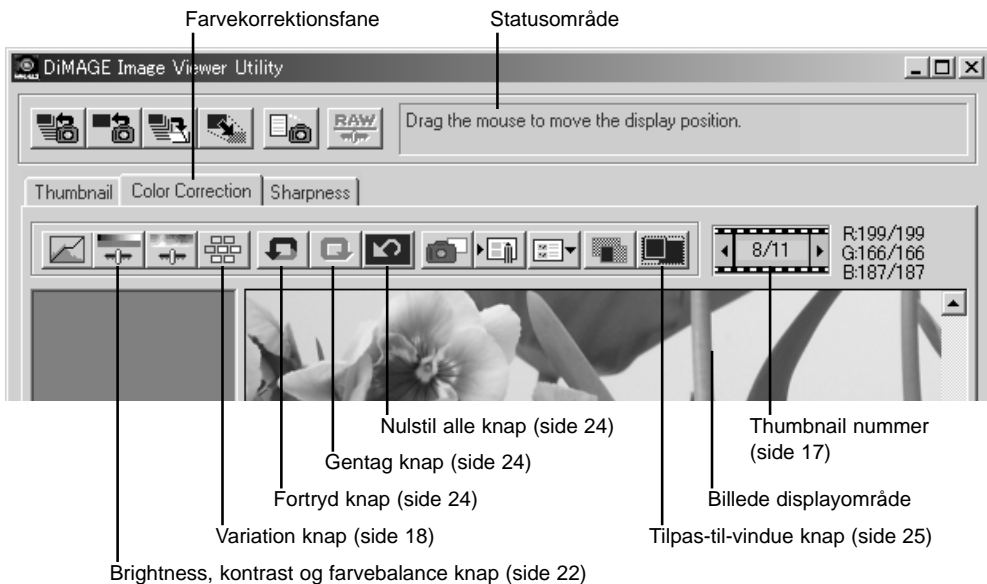 Farvekorrektionsfane
Statusområde
DiMAGE Image Viewer Utility
RAW
Drag the mouse to move the display position.
Thumbnail
Color Correction
Sharpness
8/11
R:199/199
G:166/166
B:187/187
Nulstil alle knap (side 24)
Gentag knap (side 24)
Fortryd knap (side 24)
Variation knap (side 18)
Brightness, kontrast og farvebalance knap (side 22)
Thumbnail nummer
(side 17)
Billede displayområde
Tilpas-til-vindue knap (side 25)